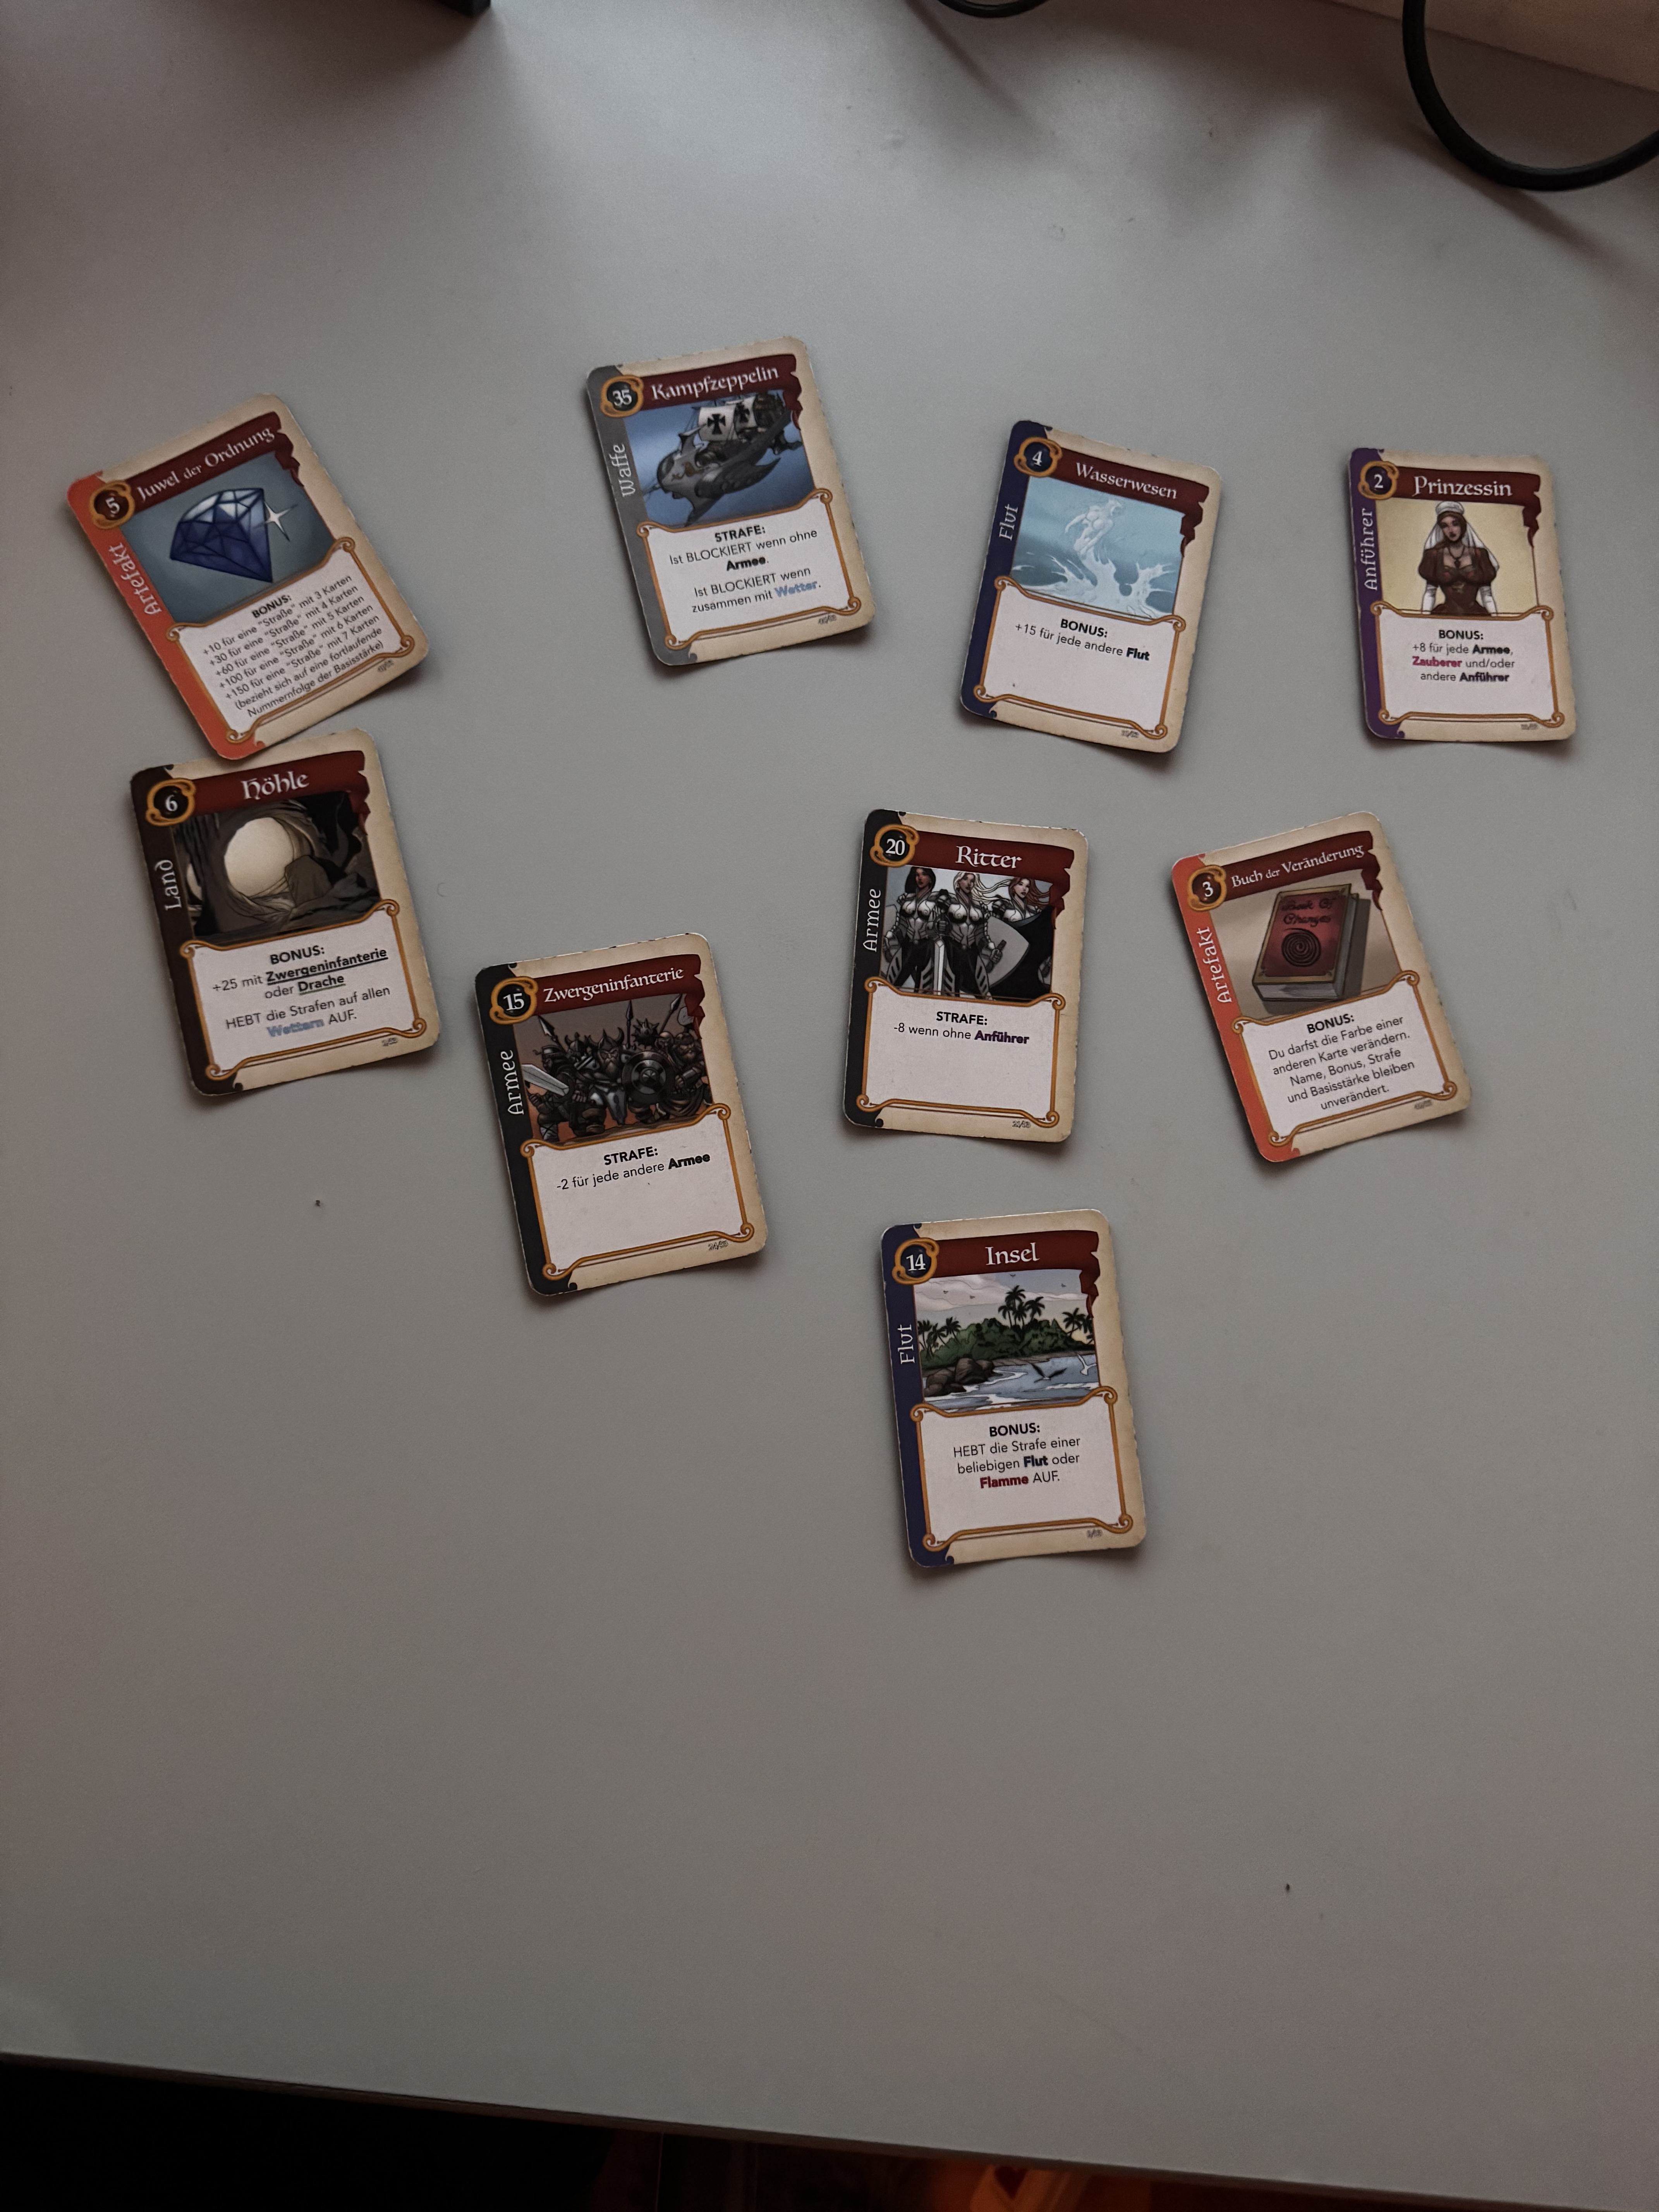 5
Juwel der Ordnung
Artefakt
BONUS:
+10 für eine "Straße" mit 3 Karten
+30 für eine "Straße" mit 4 Karten
+60 für eine "Straße" mit 5 Karten
+100 für eine "Straße" mit 6 Karten
+150 für eine "Straße" mit 7 Karten
(bezieht sich auf eine fortlaufende
Nummernfolge der Basisstärke)
35
Kampfzeppelin
Waffe
STRAFE:
Ist BLOCKIERT wenn ohne
Armee.
Ist BLOCKIERT wenn
zusammen mit Wetter.
4
Wasserwesen
Flut
BONUS:
+15 für jede andere Flut
2
Prinzessin
Anführer
BONUS:
+8 für jede Armee,
Zauberer und/oder
andere Anführer
6
Höhle
Land
BONUS:
+25 mit Zwergeninfanterie
oder Drache
HEBT die Strafen auf allen
Wettern AUF.
15
Zwergeninfanterie
Armee
STRAFE:
-2 für jede andere Armee
20
Ritter
Armee
STRAFE:
-8 wenn ohne Anführer
3
Buch der Veränderung
Artefakt
Book Of
Changes
BONUS:
Du darfst die Farbe einer
anderen Karte verändern.
Name, Bonus, Strafe
und Basisstärke bleiben
unverändert.
14
Insel
Flut
BONUS:
HEBT die Strafe einer
beliebigen Flut oder
Flamme AUF.